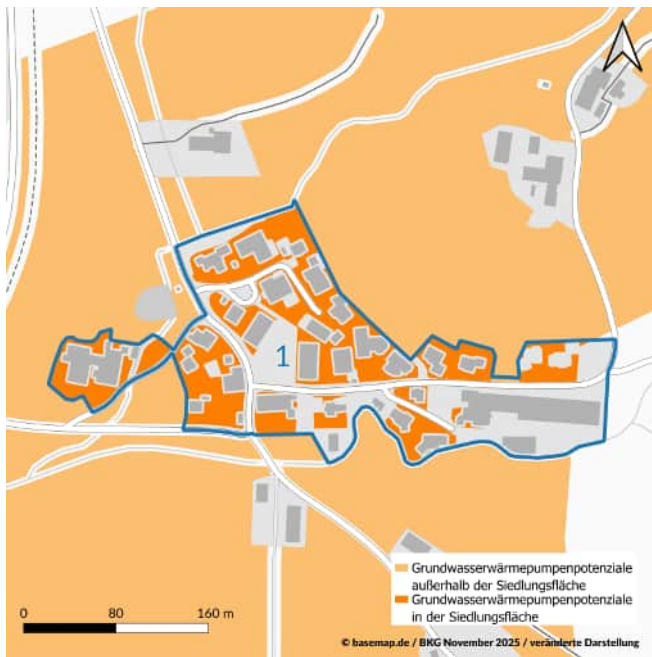 1
Grundwasserwärmepumpenpotenziale
außerhalb der Siedlungsfläche
Grundwasserwärmepumpenpotenziale
in der Siedlungsfläche
0 80 160 m
© basemap.de / BKG November 2025 / veränderte Darstellung